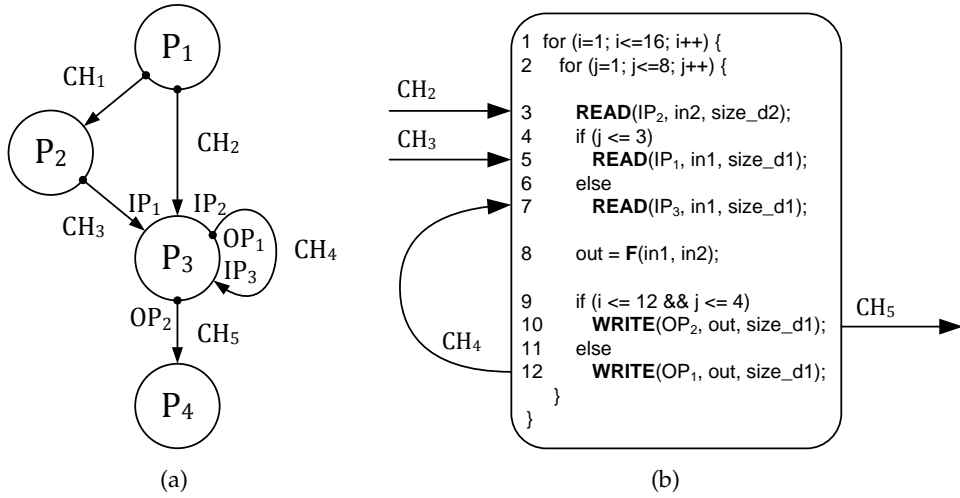 P₁
CH₁
P₂
CH₂
IP₁ IP₂
CH₃
OP₁
P₃
CH₄
IP₃
OP₂
CH₅
P₄
(a)
1 for (i=1; i<=16; i++) {
2 for (j=1; j<=8; j++) {
CH₂
3 READ(IP₂, in2, size_d2);
4 if (j <= 3)
CH₃
5 READ(IP₁, in1, size_d1);
6 else
7 READ(IP₃, in1, size_d1);
8 out = F(in1, in2);
9 if (i <= 12 && j <= 4)
10 WRITE(OP₂, out, size_d1);
CH₅
11 else
CH₄
12 WRITE(OP₁, out, size_d1);
}
}
(b)